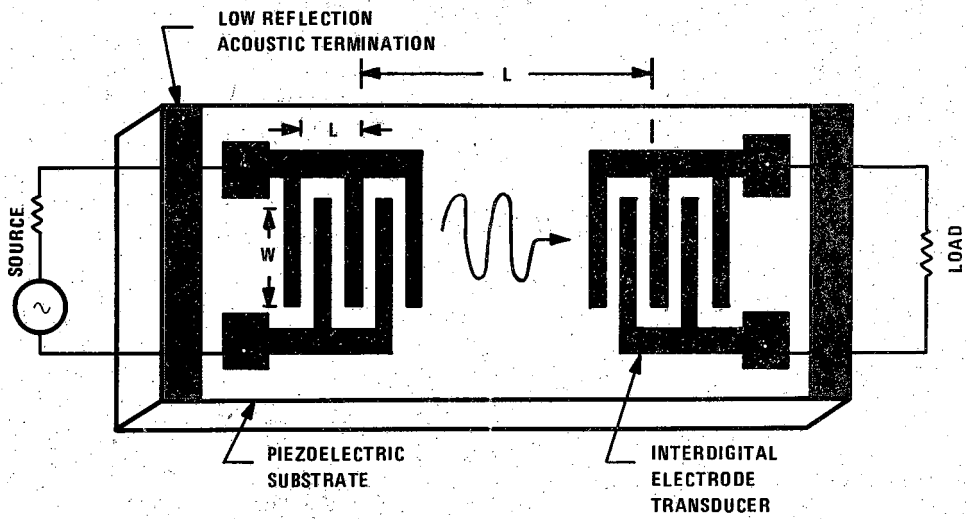 LOW REFLECTION
ACOUSTIC TERMINATION
L
L
W
SOURCE
LOAD
PIEZOELECTRIC
SUBSTRATE
INTERDIGITAL
ELECTRODE
TRANSDUCER